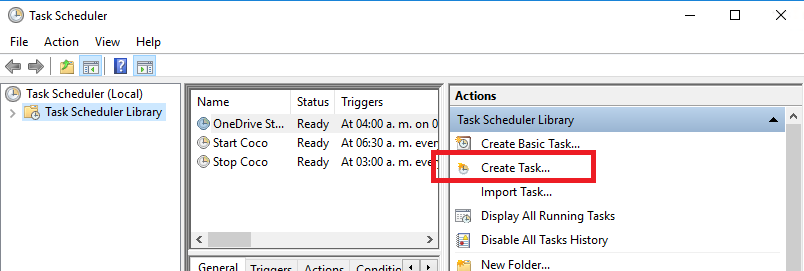 Task Scheduler
File Action View Help
Task Scheduler (Local)
Task Scheduler Library
Name Status Triggers
OneDrive St... Ready At 04:00 a. m. on 0
Start Coco Ready At 06:30 a. m. ever
Stop Coco Ready At 03:00 a. m. eve
General Triggers Actions Condition
Actions
Task Scheduler Library
Create Basic Task...
Create Task...
Import Task...
Display All Running Tasks
Disable All Tasks History
New Folder...